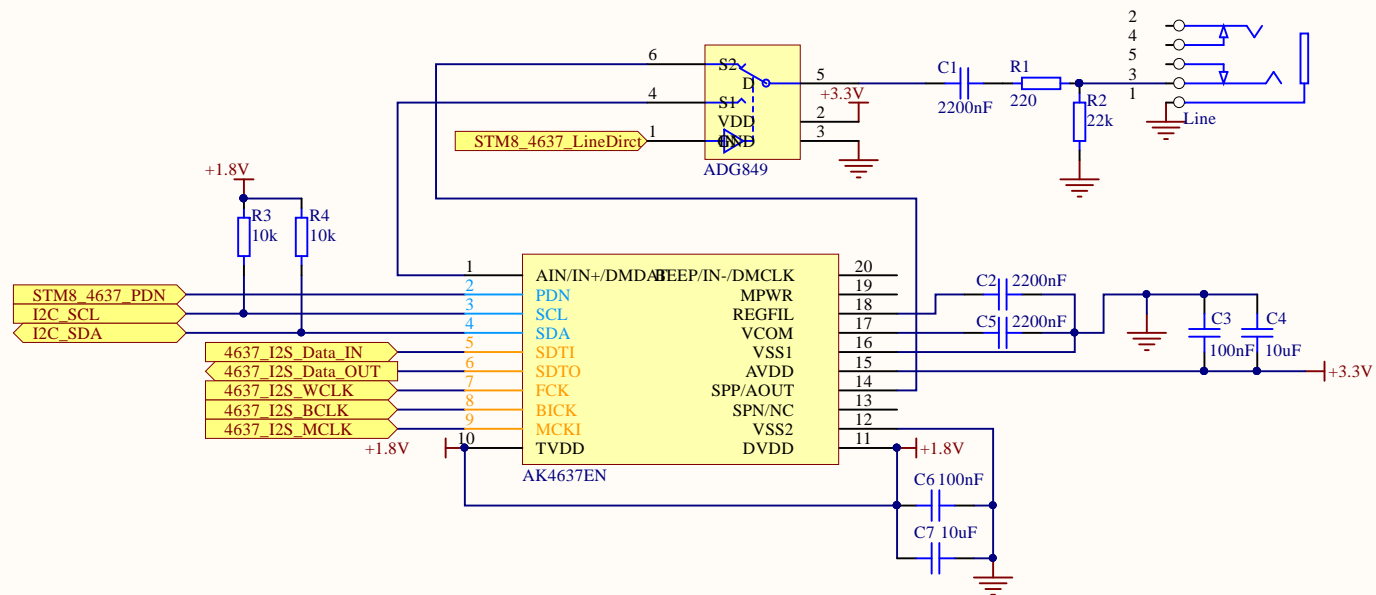 2
4
5
3
1
Line
6
4
STM8_4637_LineDirct
1
S2
D
S1
VDD
GND
IN
ADG849
5
+3.3V
2
3
C1
2200nF
R1
220
R2
22k
+1.8V
R3
10k
R4
10k
STM8_4637_PDN
I2C_SCL
I2C_SDA
4637_I2S_Data_IN
4637_I2S_Data_OUT
4637_I2S_WCLK
4637_I2S_BCLK
4637_I2S_MCLK
+1.8V
1 AIN/IN+/DMDAT
2 PDN
3 SCL
4 SDA
5 SDTI
6 SDTO
7 FCK
8 BICK
9 MCKI
10 TVDD
BEEP/IN-/DMCLK 20
MPWR 19
REGFIL 18
VCOM 17
VSS1 16
AVDD 15
SPP/AOUT 14
SPN/NC 13
VSS2 12
DVDD 11
AK4637EN
C2 2200nF
C5 2200nF
C3
100nF
C4
10uF
+3.3V
+1.8V
C6 100nF
C7 10uF